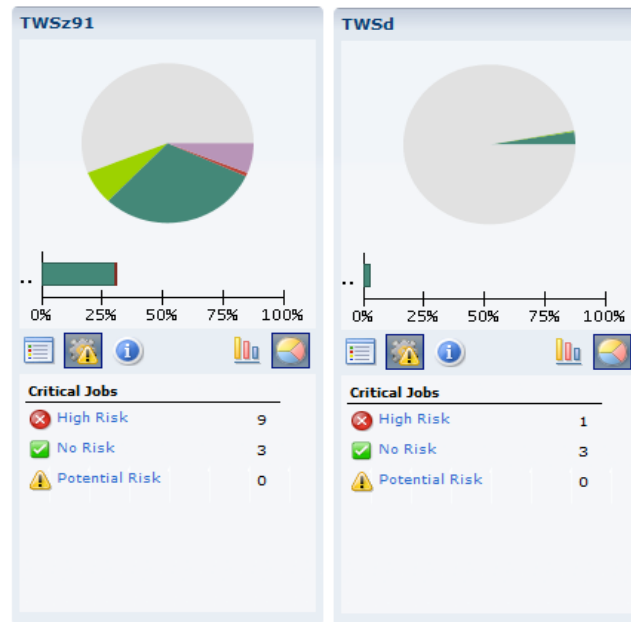 TWSz91
..
0% 25% 50% 75% 100%
Critical Jobs
High Risk 9
No Risk 3
Potential Risk 0
TWSd
..
0% 25% 50% 75% 100%
Critical Jobs
High Risk 1
No Risk 3
Potential Risk 0